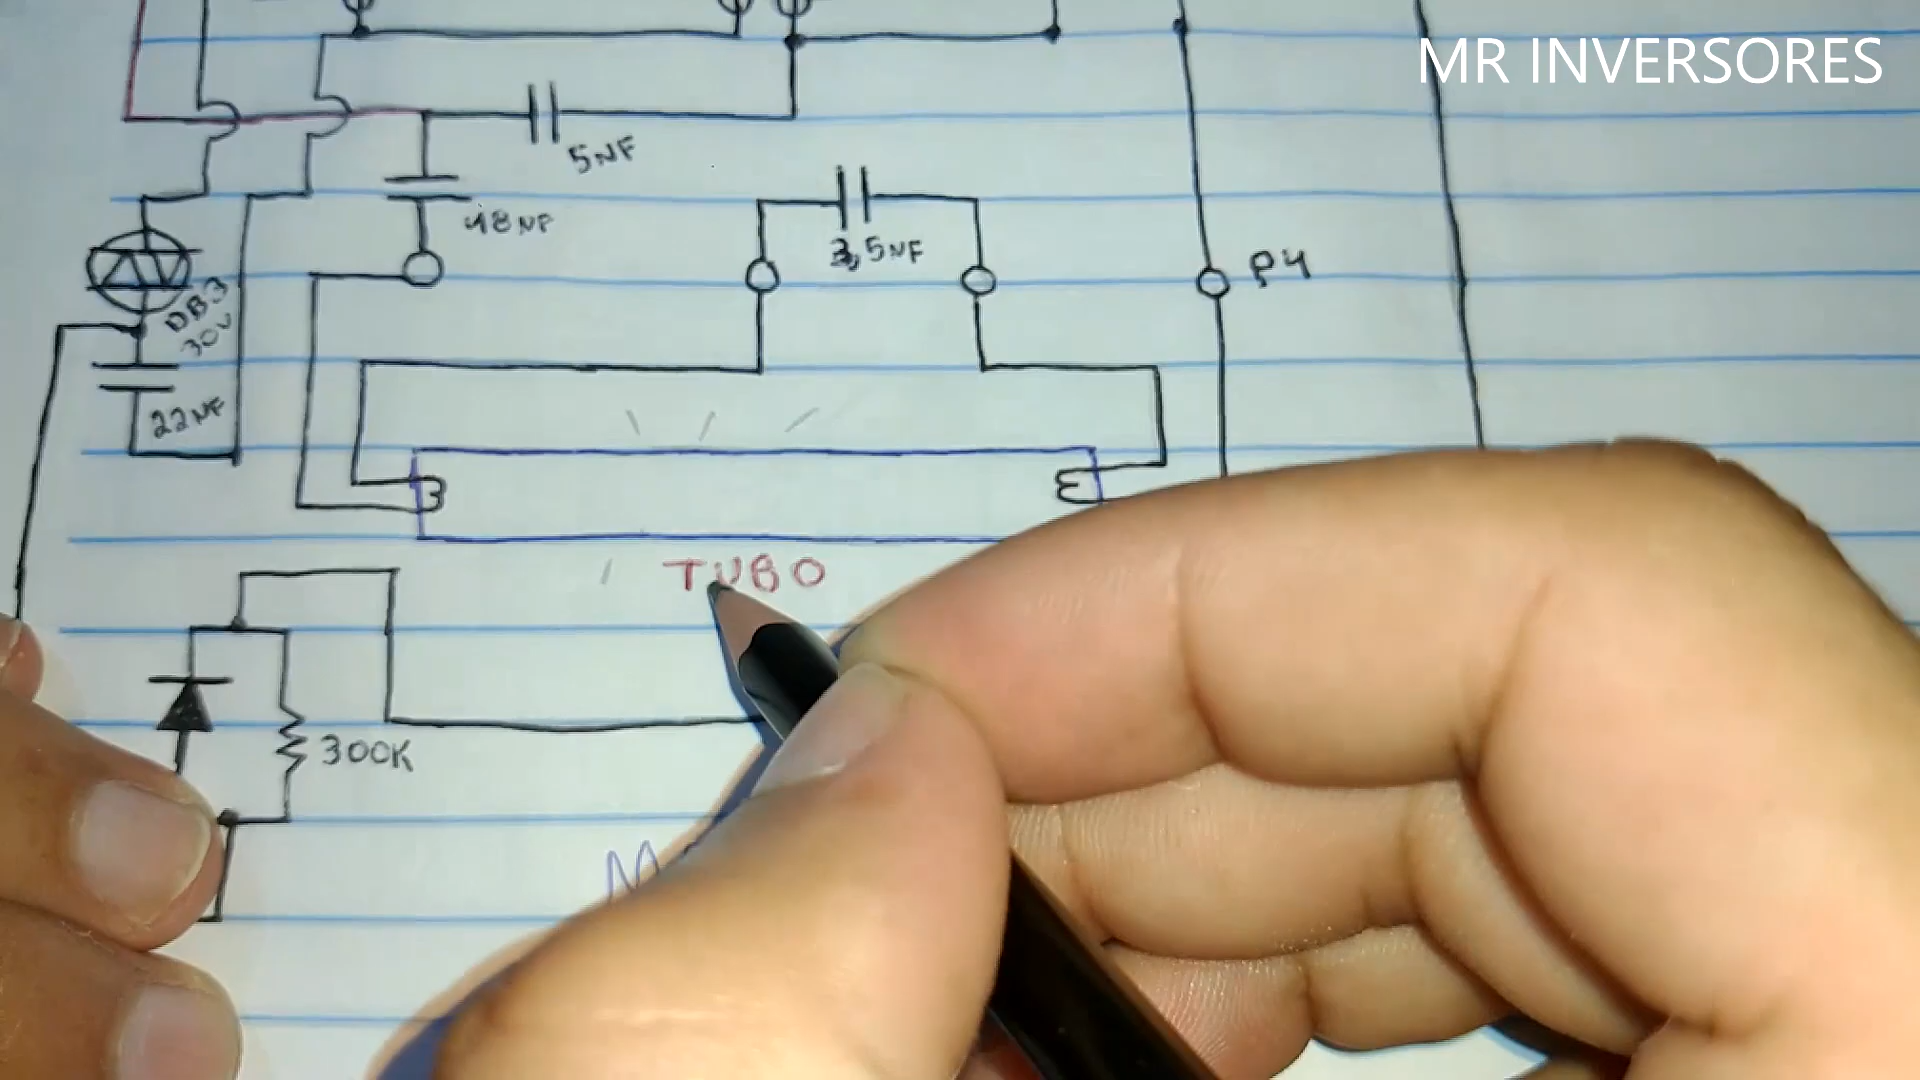 MR INVERSORES
5NF
48NF
3,5NF
P4
DB3
30V
22NF
TUBO
300K